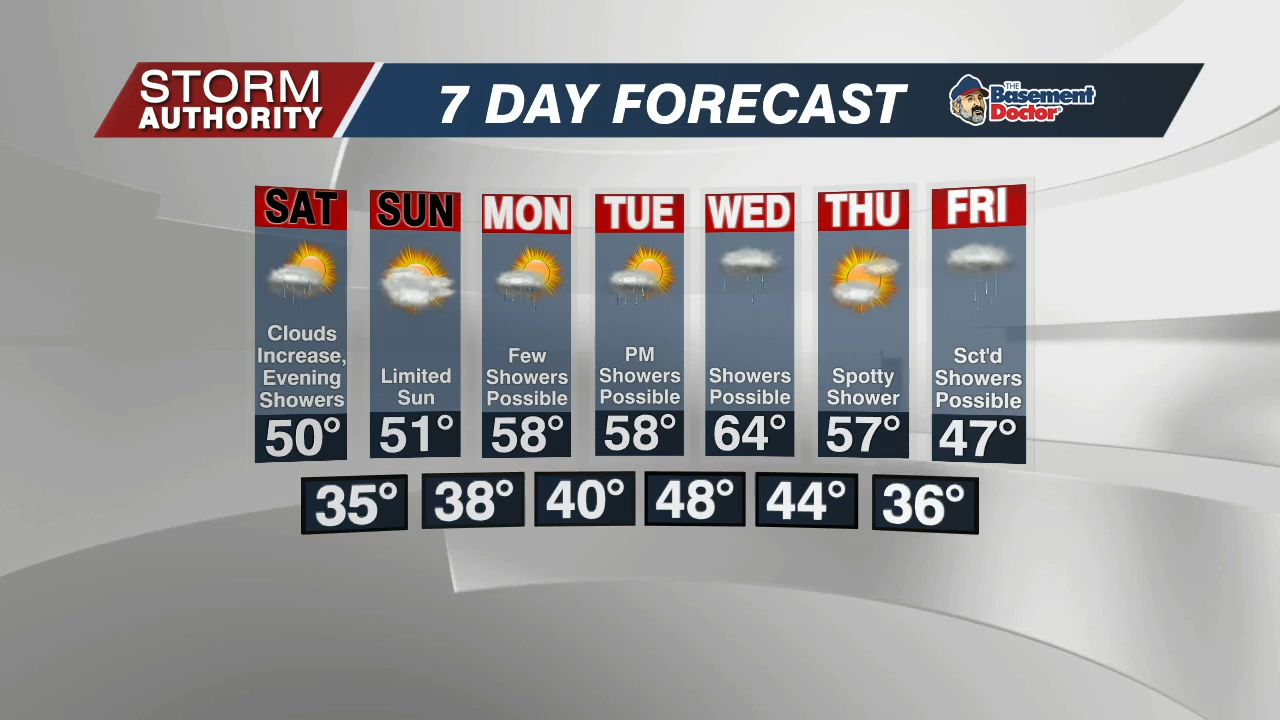 STORM
AUTHORITY
7 DAY FORECAST
THE
Basement
Doctor
SAT
Clouds
Increase,
Evening
Showers
50°
SUN
Limited
Sun
51°
MON
Few
Showers
Possible
58°
TUE
PM
Showers
Possible
58°
WED
Showers
Possible
64°
THU
Spotty
Shower
57°
FRI
Sct'd
Showers
Possible
47°
35° 38° 40° 48° 44° 36°